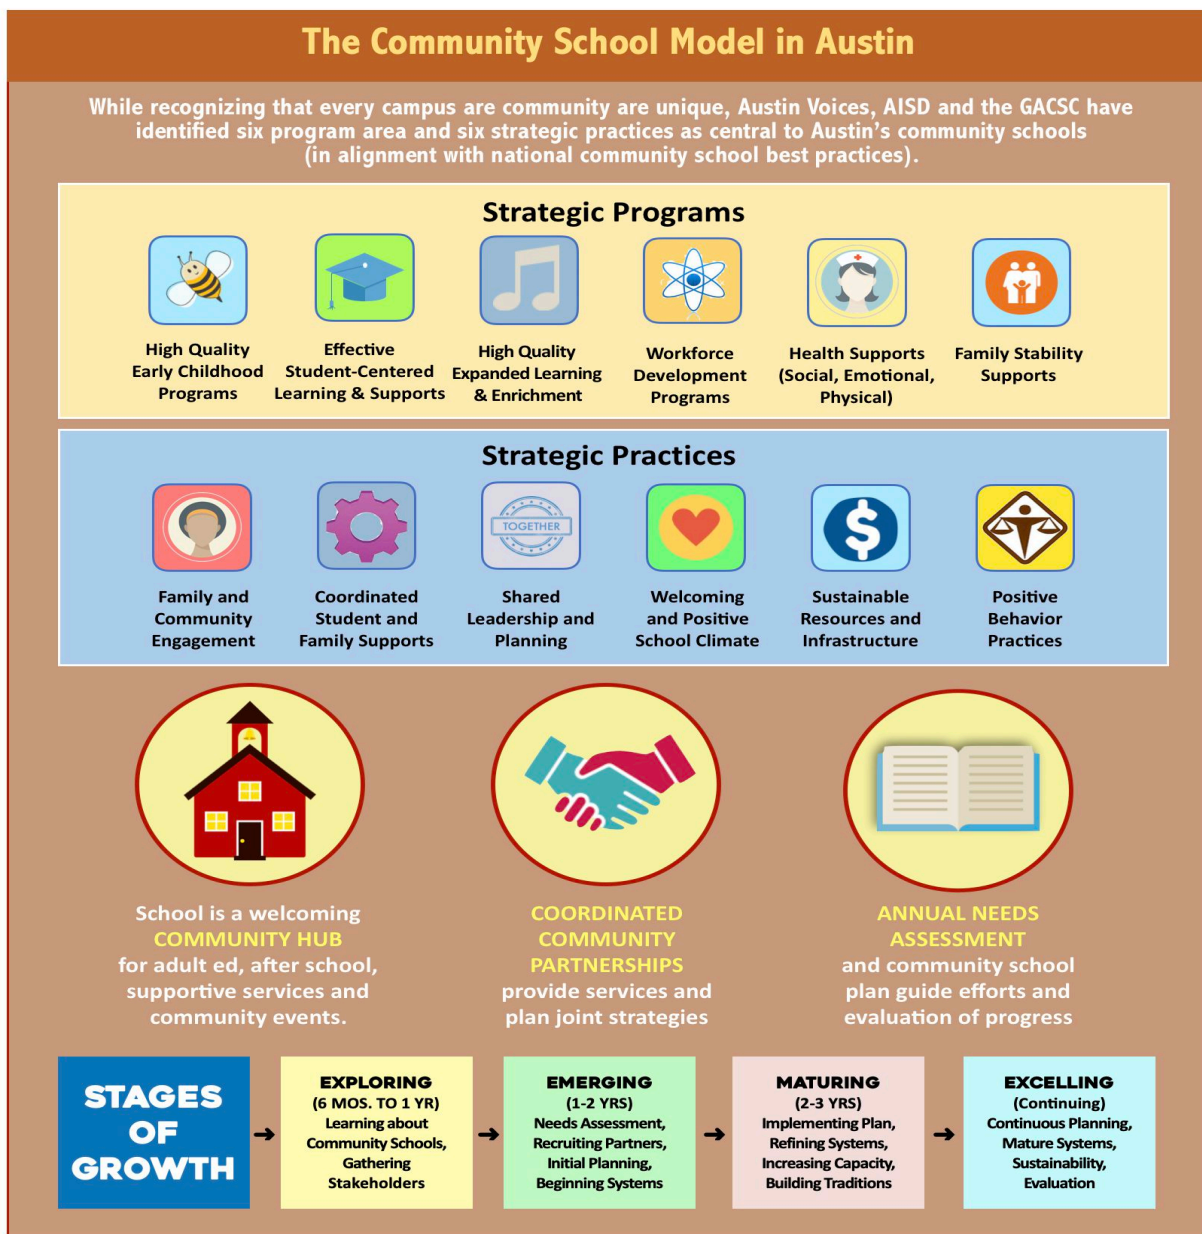 The Community School Model in Austin
While recognizing that every campus are community are unique, Austin Voices, AISD and the GACSC have
identified six program area and six strategic practices as central to Austin's community schools
(in alignment with national community school best practices).
Strategic Programs
High Quality
Early Childhood
Programs
Effective
Student-Centered
Learning & Supports
High Quality
Expanded Learning
& Enrichment
Workforce
Development
Programs
Health Supports
(Social, Emotional,
Physical)
Family Stability
Supports
Strategic Practices
TOGETHER
Family and
Community
Engagement
Coordinated
Student and
Family Supports
Shared
Leadership and
Planning
Welcoming
and Positive
School Climate
Sustainable
Resources and
Infrastructure
Positive
Behavior
Practices
School is a welcoming
COMMUNITY HUB
for adult ed, after school,
supportive services and
community events.
COORDINATED
COMMUNITY
PARTNERSHIPS
provide services and
plan joint strategies
ANNUAL NEEDS
ASSESSMENT
and community school
plan guide efforts and
evaluation of progress
STAGES
OF
GROWTH
EXPLORING
(6 MOS. TO 1 YR)
Learning about
Community Schools,
Gathering
Stakeholders
EMERGING
(1-2 YRS)
Needs Assessment,
Recruiting Partners,
Initial Planning,
Beginning Systems
MATURING
(2-3 YRS)
Implementing Plan,
Refining Systems,
Increasing Capacity,
Building Traditions
EXCELLING
(Continuing)
Continuous Planning,
Mature Systems,
Sustainability,
Evaluation